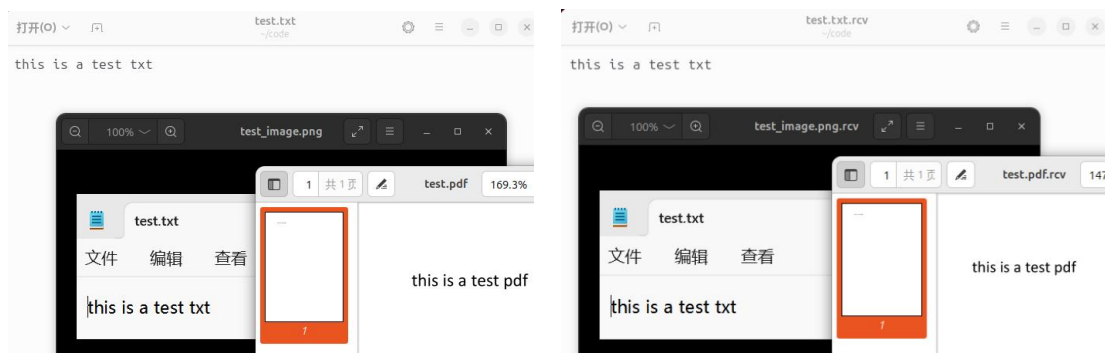 打开(O)
test.txt
~/code
this is a test txt
100%
test_image.png
1 共1页
test.pdf
169.3%
test.txt
文件 编辑 查看
this is a test txt
1
this is a test pdf
打开(O)
test.txt.rcv
~/code
this is a test txt
100%
test_image.png.rcv
1 共1页
test.pdf.rcv
147
test.txt
文件 编辑 查看
this is a test txt
1
this is a test pdf